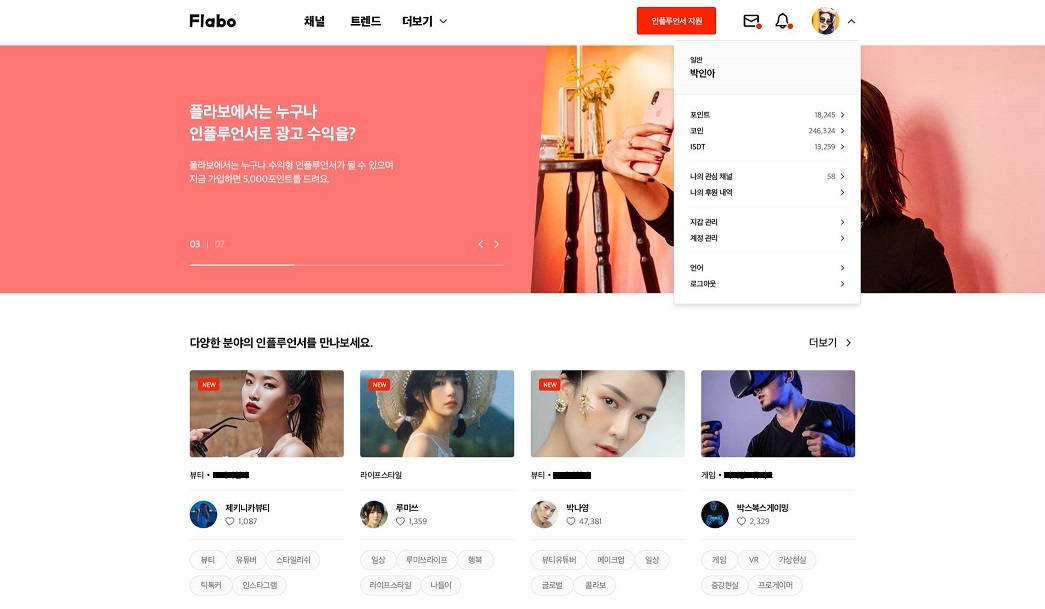 Flabo
채널 트렌드 더보기
인플루언서 지원
일반
박인아
포인트 18,245
코인 246,324
ISDT 13,259
나의 관심 채널 58
나의 후원 내역
지갑 관리
계정 관리
언어
로그아웃
플라보에서는 누구나
인플루언서로 광고 수익을?
플라보에서는 누구나 수익형 인플루언서가 될 수 있으며
지금 가입하면 5,000포인트를 드려요.
03 | 07
다양한 분야의 인플루언서를 만나보세요. 더보기
NEW
뷰티 •
제키니카뷰티
1,087
뷰티 유튜버 스타일리쉬
틱톡커 인스타그램
NEW
라이프스타일
루미쓰
1,359
일상 루미쓰라이프 행복
라이프스타일 나들이
NEW
뷰티 •
박나영
47,381
뷰티유튜버 메이크업 일상
글로벌 콜라보
게임 •
박스복스게이밍
2,329
게임 VR 가상현실
증강현실 프로게이머